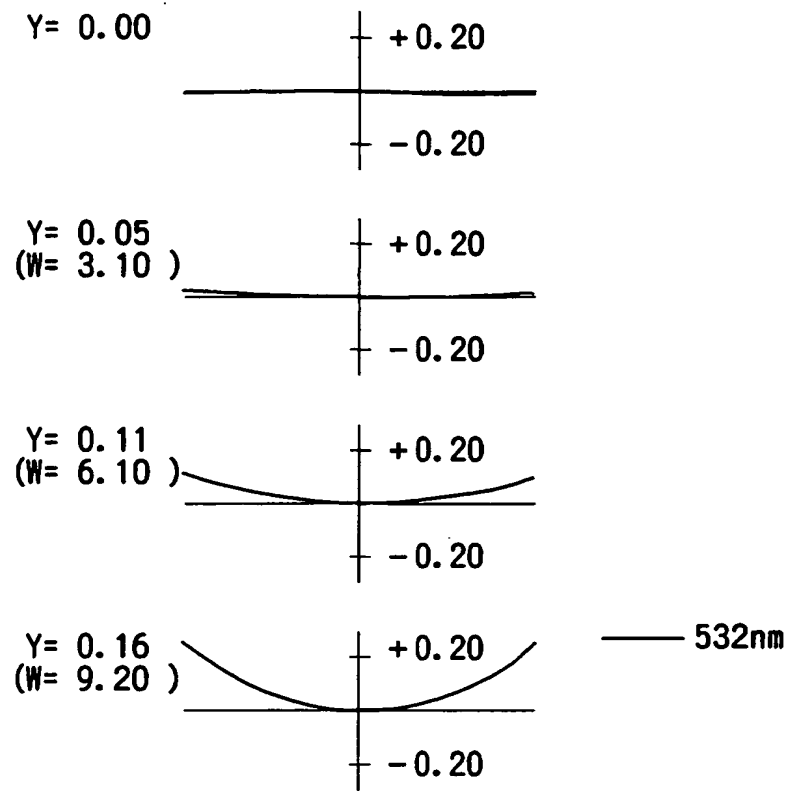 Y= 0.00
+0.20
-0.20
Y= 0.05
(W= 3.10 )
+0.20
-0.20
Y= 0.11
(W= 6.10 )
+0.20
-0.20
Y= 0.16
(W= 9.20 )
+0.20
-0.20
532nm